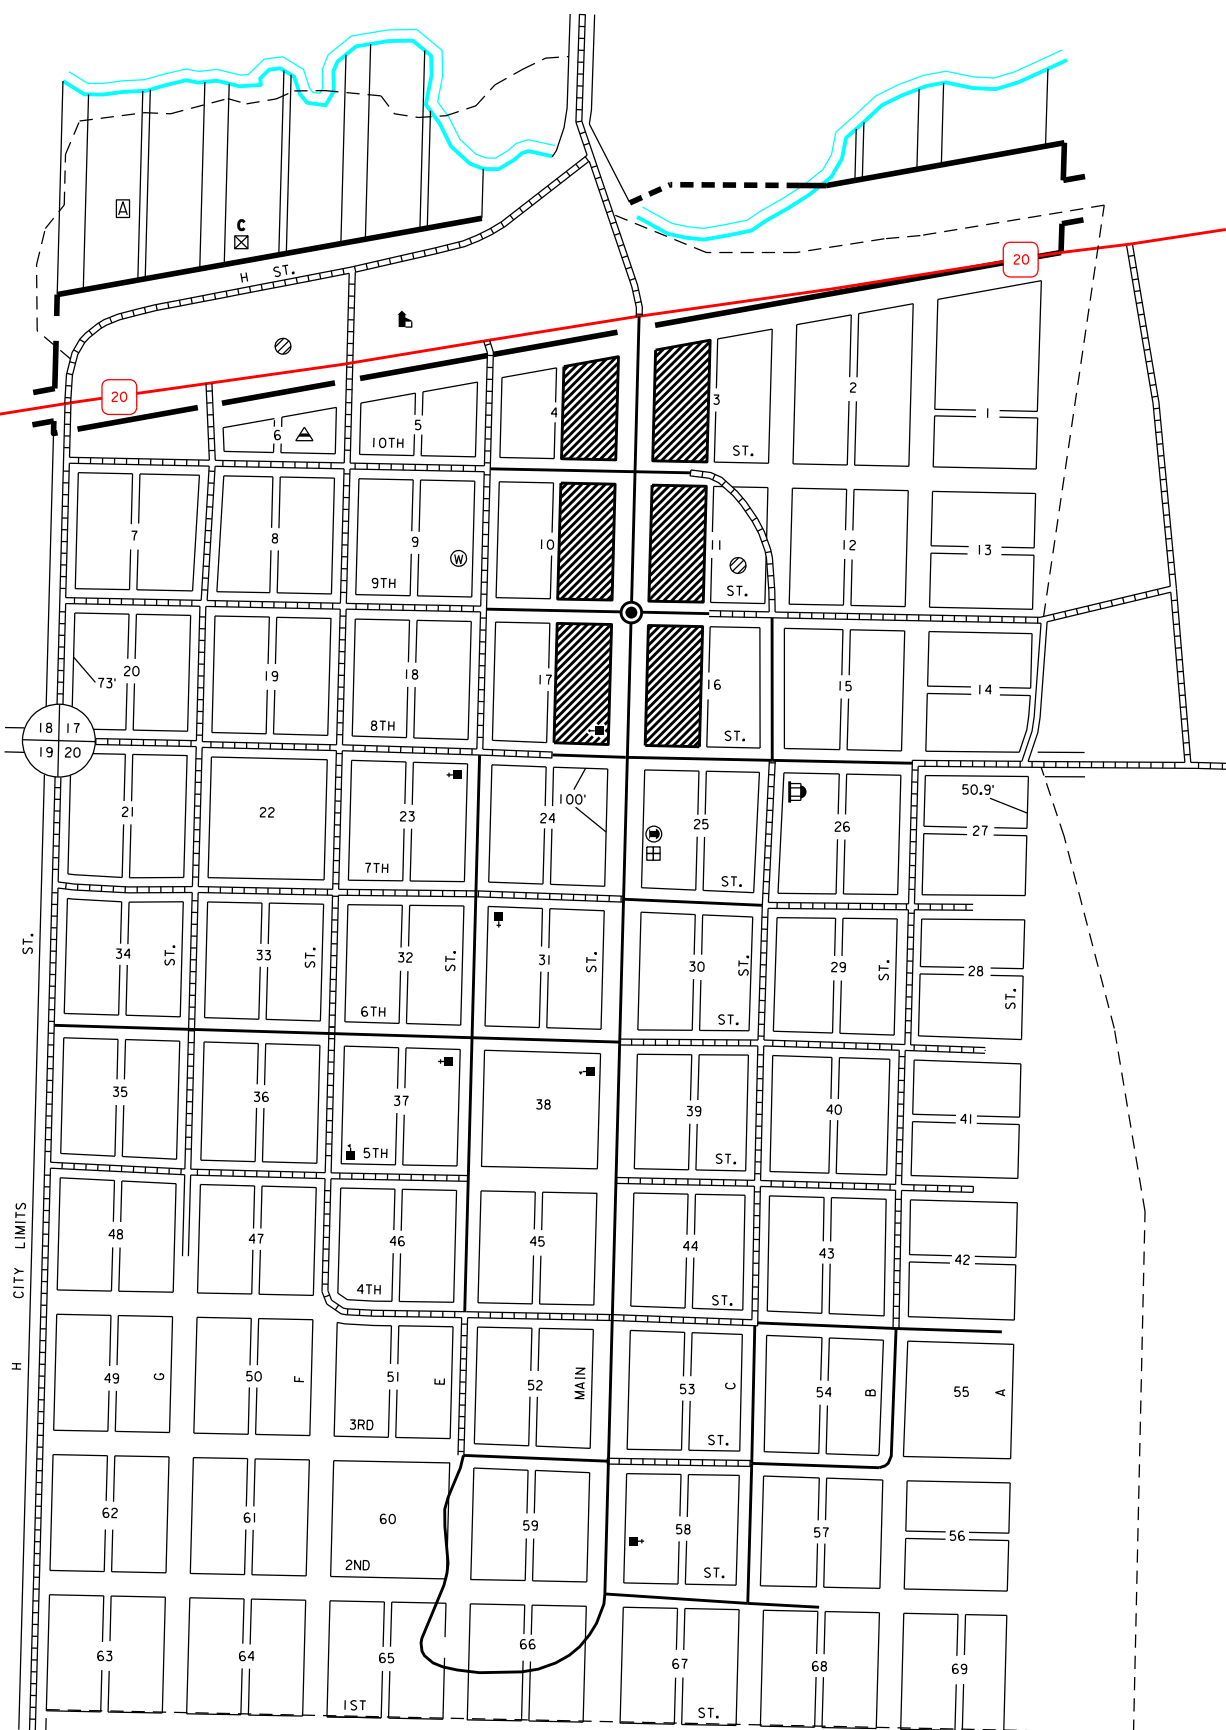 A
C
H ST.
20
20
4
3
2
1
5
6
10TH
ST.
7
8
9
W
10
11
12
13
9TH
ST.
20
73'
19
18
17
16
15
14
8TH
ST.
18 17
19 20
21
22
23
24
100'
25
26
50.9'
27
7TH
ST.
ST.
34
ST.
33
ST.
32
ST.
31
ST.
30
ST.
29
ST.
28
ST.
6TH
ST.
35
36
37
38
39
40
41
5TH
ST.
48
47
46
45
44
43
42
CITY LIMITS
4TH
ST.
H
49
G
50
F
51
E
52
MAIN
53
C
54
B
55
A
3RD
ST.
62
61
60
59
58
57
56
2ND
ST.
63
64
65
66
67
68
69
1ST
ST.